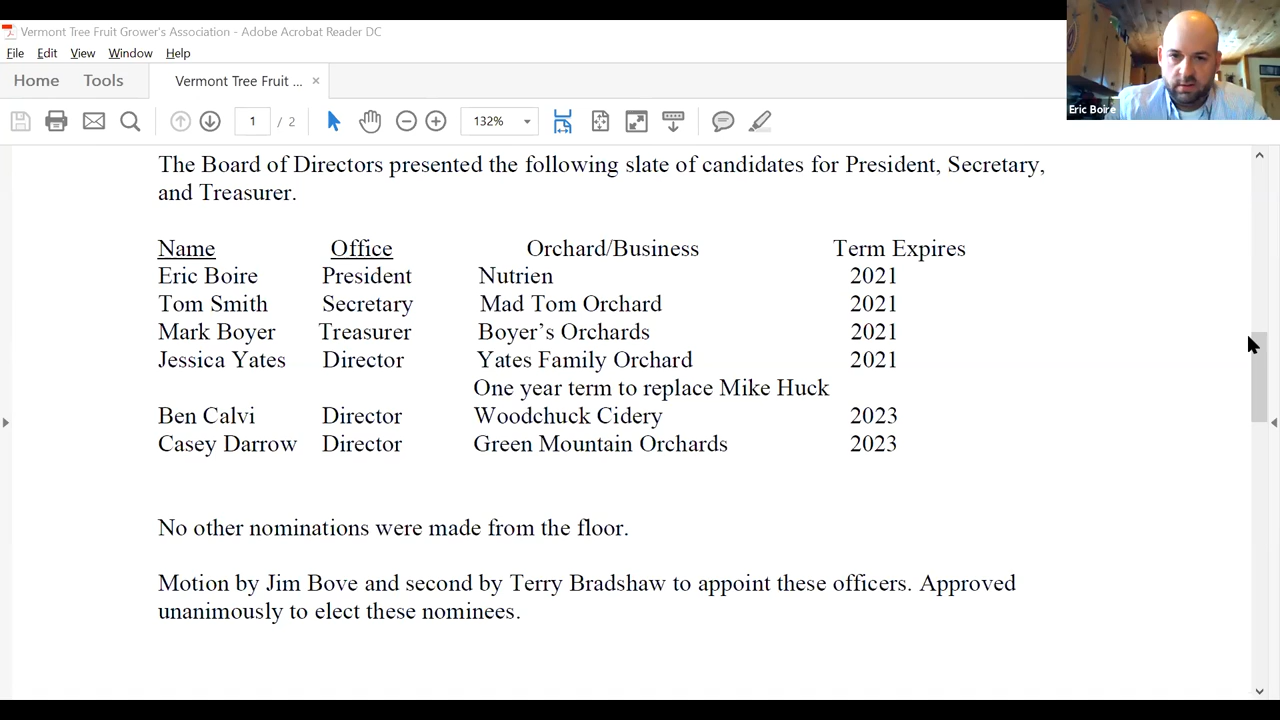 Vermont Tree Fruit Grower's Association - Adobe Acrobat Reader DC
File Edit View Window Help
Home Tools Vermont Tree Fruit ... ×
1 / 2 132%
Eric Boire
The Board of Directors presented the following slate of candidates for President, Secretary,
and Treasurer.
Name Office Orchard/Business Term Expires
Eric Boire President Nutrien 2021
Tom Smith Secretary Mad Tom Orchard 2021
Mark Boyer Treasurer Boyer's Orchards 2021
Jessica Yates Director Yates Family Orchard 2021
One year term to replace Mike Huck
Ben Calvi Director Woodchuck Cidery 2023
Casey Darrow Director Green Mountain Orchards 2023
No other nominations were made from the floor.
Motion by Jim Bove and second by Terry Bradshaw to appoint these officers. Approved
unanimously to elect these nominees.